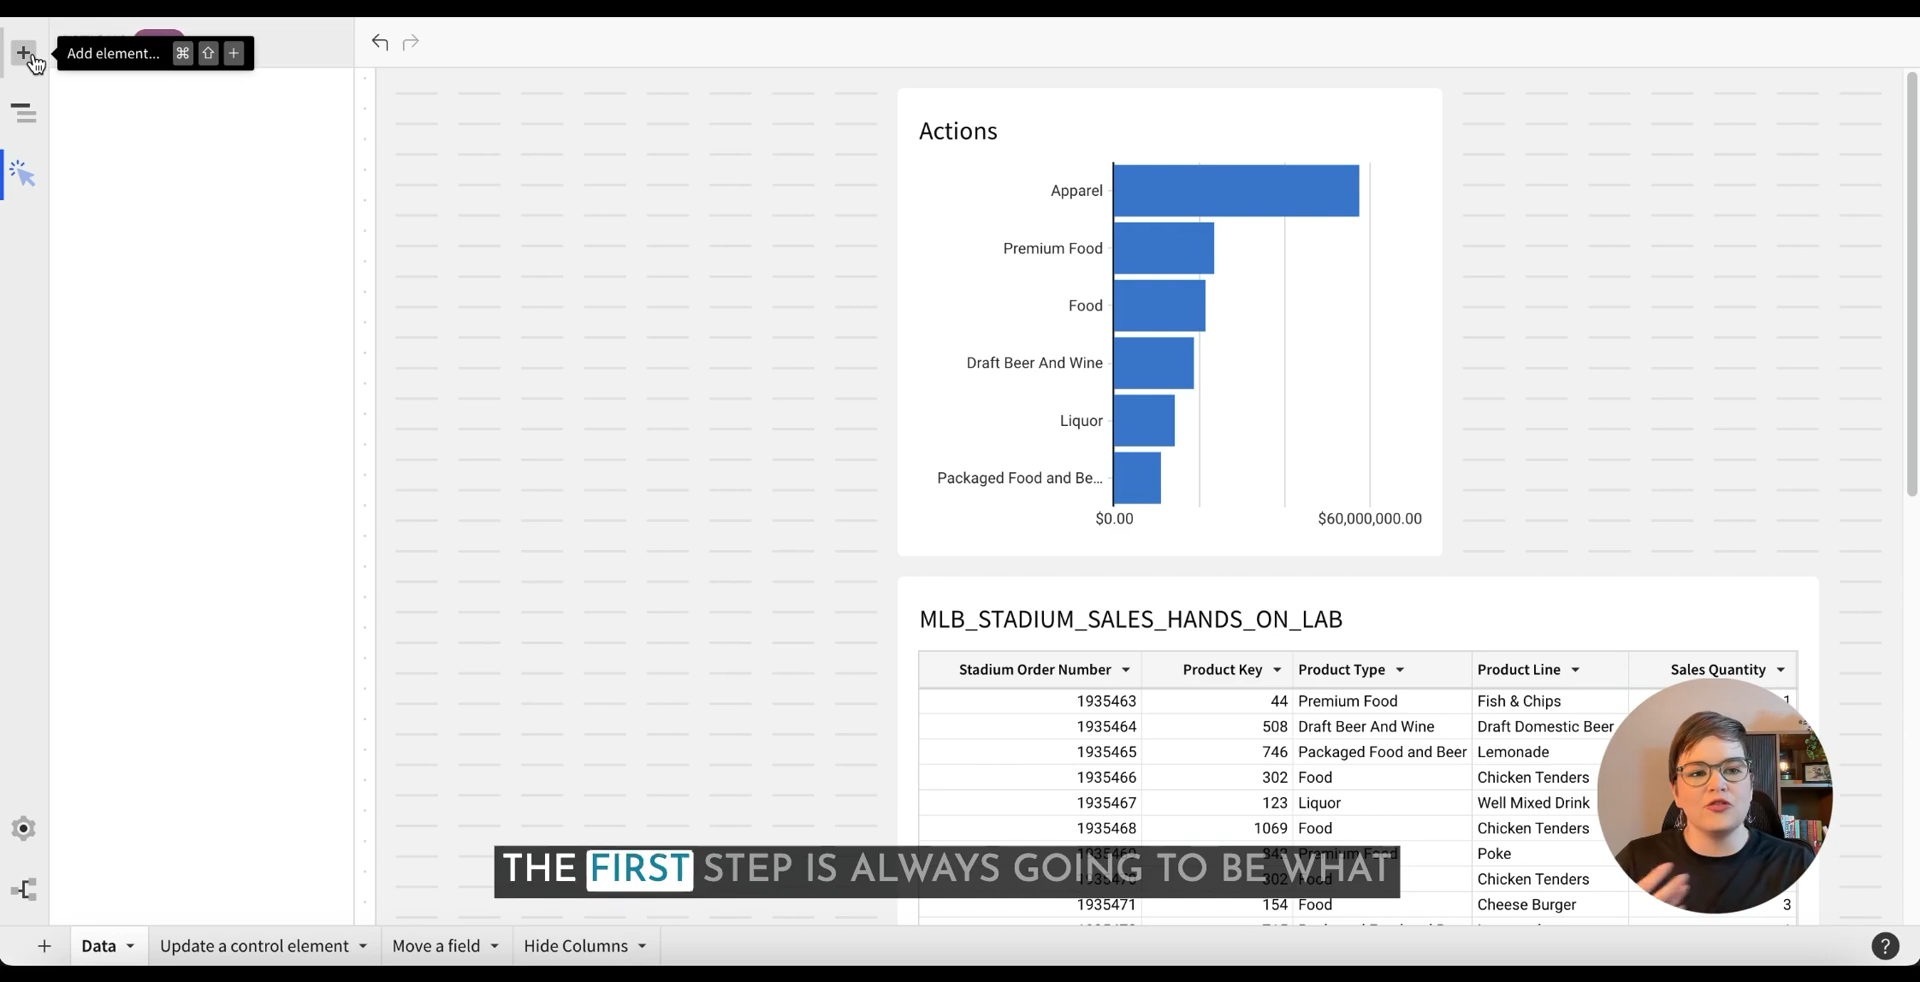 Add element... ⌘ ⇧ +
Actions
Apparel
Premium Food
Food
Draft Beer And Wine
Liquor
Packaged Food and Be...
$0.00 $60,000,000.00
MLB_STADIUM_SALES_HANDS_ON_LAB
Stadium Order Number Product Key Product Type Product Line Sales Quantity
1935463 44 Premium Food Fish & Chips 1
1935464 508 Draft Beer And Wine Draft Domestic Beer
1935465 746 Packaged Food and Beer Lemonade
1935466 302 Food Chicken Tenders
1935467 123 Liquor Well Mixed Drink
1935468 1069 Food Chicken Tenders
Premium Food Poke
THE FIRST STEP IS ALWAYS GOING TO BE WHAT
302 Food Chicken Tenders
1935471 154 Food Cheese Burger 3
+ Data Update a control element Move a field Hide Columns ?